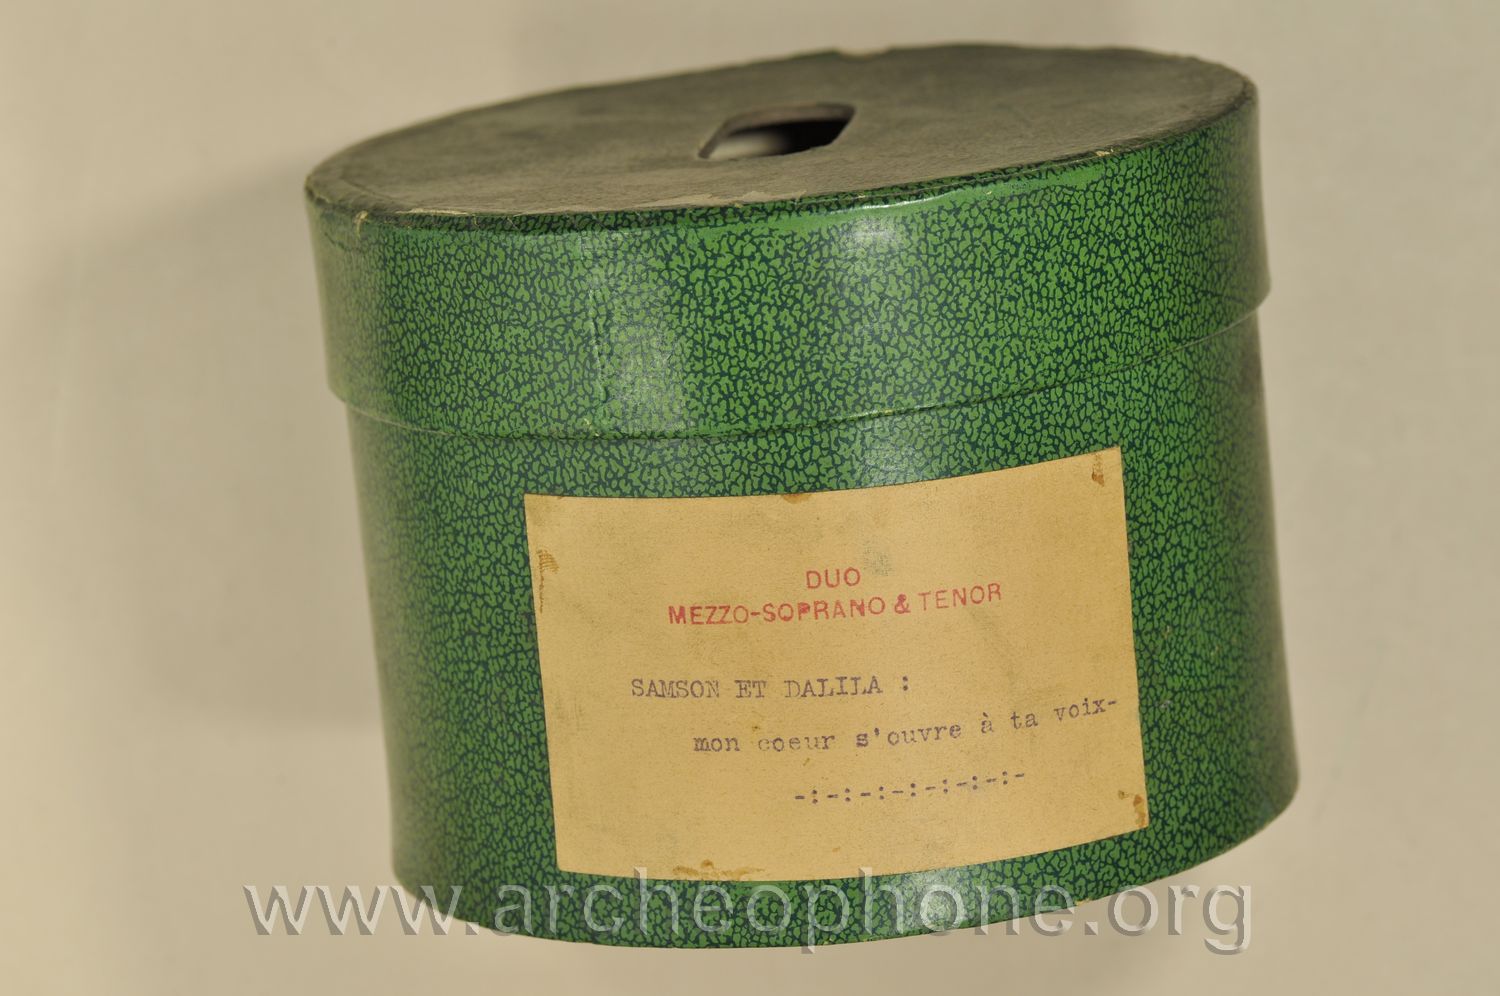 DUO
MEZZO-SOPRANO & TENOR
SAMSON ET DALILA :
mon coeur s'ouvre à ta voix-
-:-:-:-:-:-:-:-
www.archeophone.org